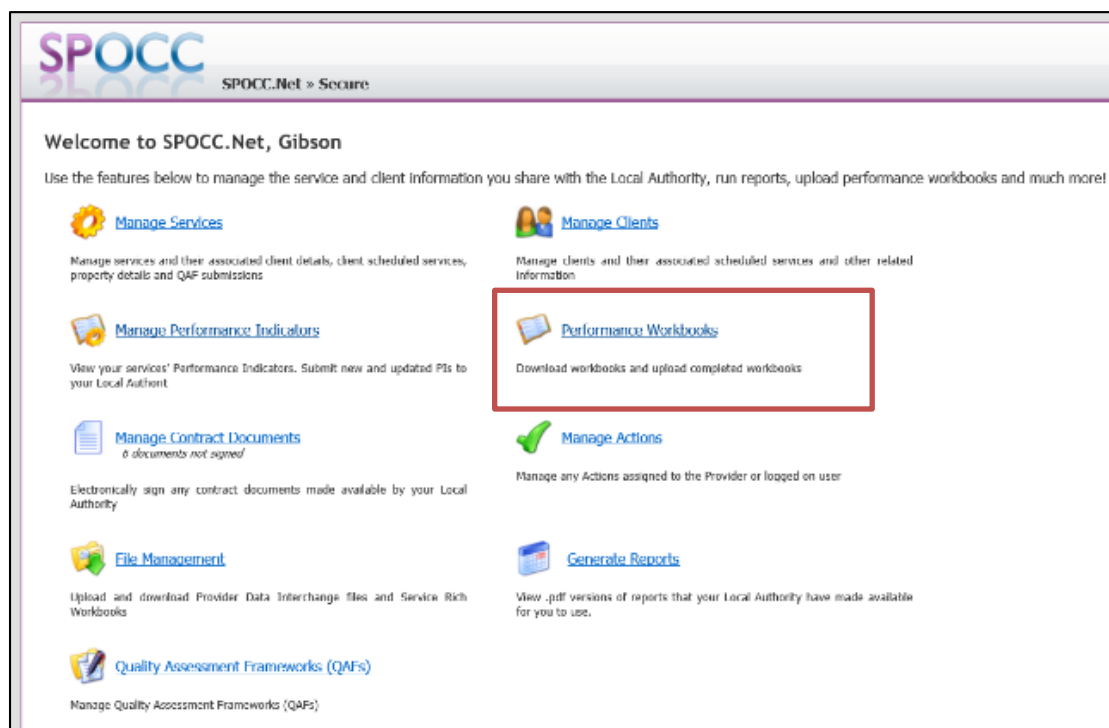 SPOCC
SPOCC.Net » Secure
Welcome to SPOCC.Net, Gibson
Use the features below to manage the service and client information you share with the Local Authority, run reports, upload performance workbooks and much more!
Manage Services
Manage services and their associated client details, client scheduled services,
property details and QAF submissions
Manage Clients
Manage clients and their associated scheduled services and other related
information
Manage Performance Indicators
View your services' Performance Indicators. Submit new and updated PIs to
your Local Authorit
Performance Workbooks
Download workbooks and upload completed workbooks
Manage Contract Documents
6 documents not signed
Electronically sign any contract documents made available by your Local
Authority
Manage Actions
Manage any Actions assigned to the Provider or logged on user
File Management
Upload and download Provider Data Interchange files and Service Rich
Workbooks
Generate Reports
View .pdf versions of reports that your Local Authority have made available
for you to use.
Quality Assessment Frameworks (QAFs)
Manage Quality Assessment Frameworks (QAFs)